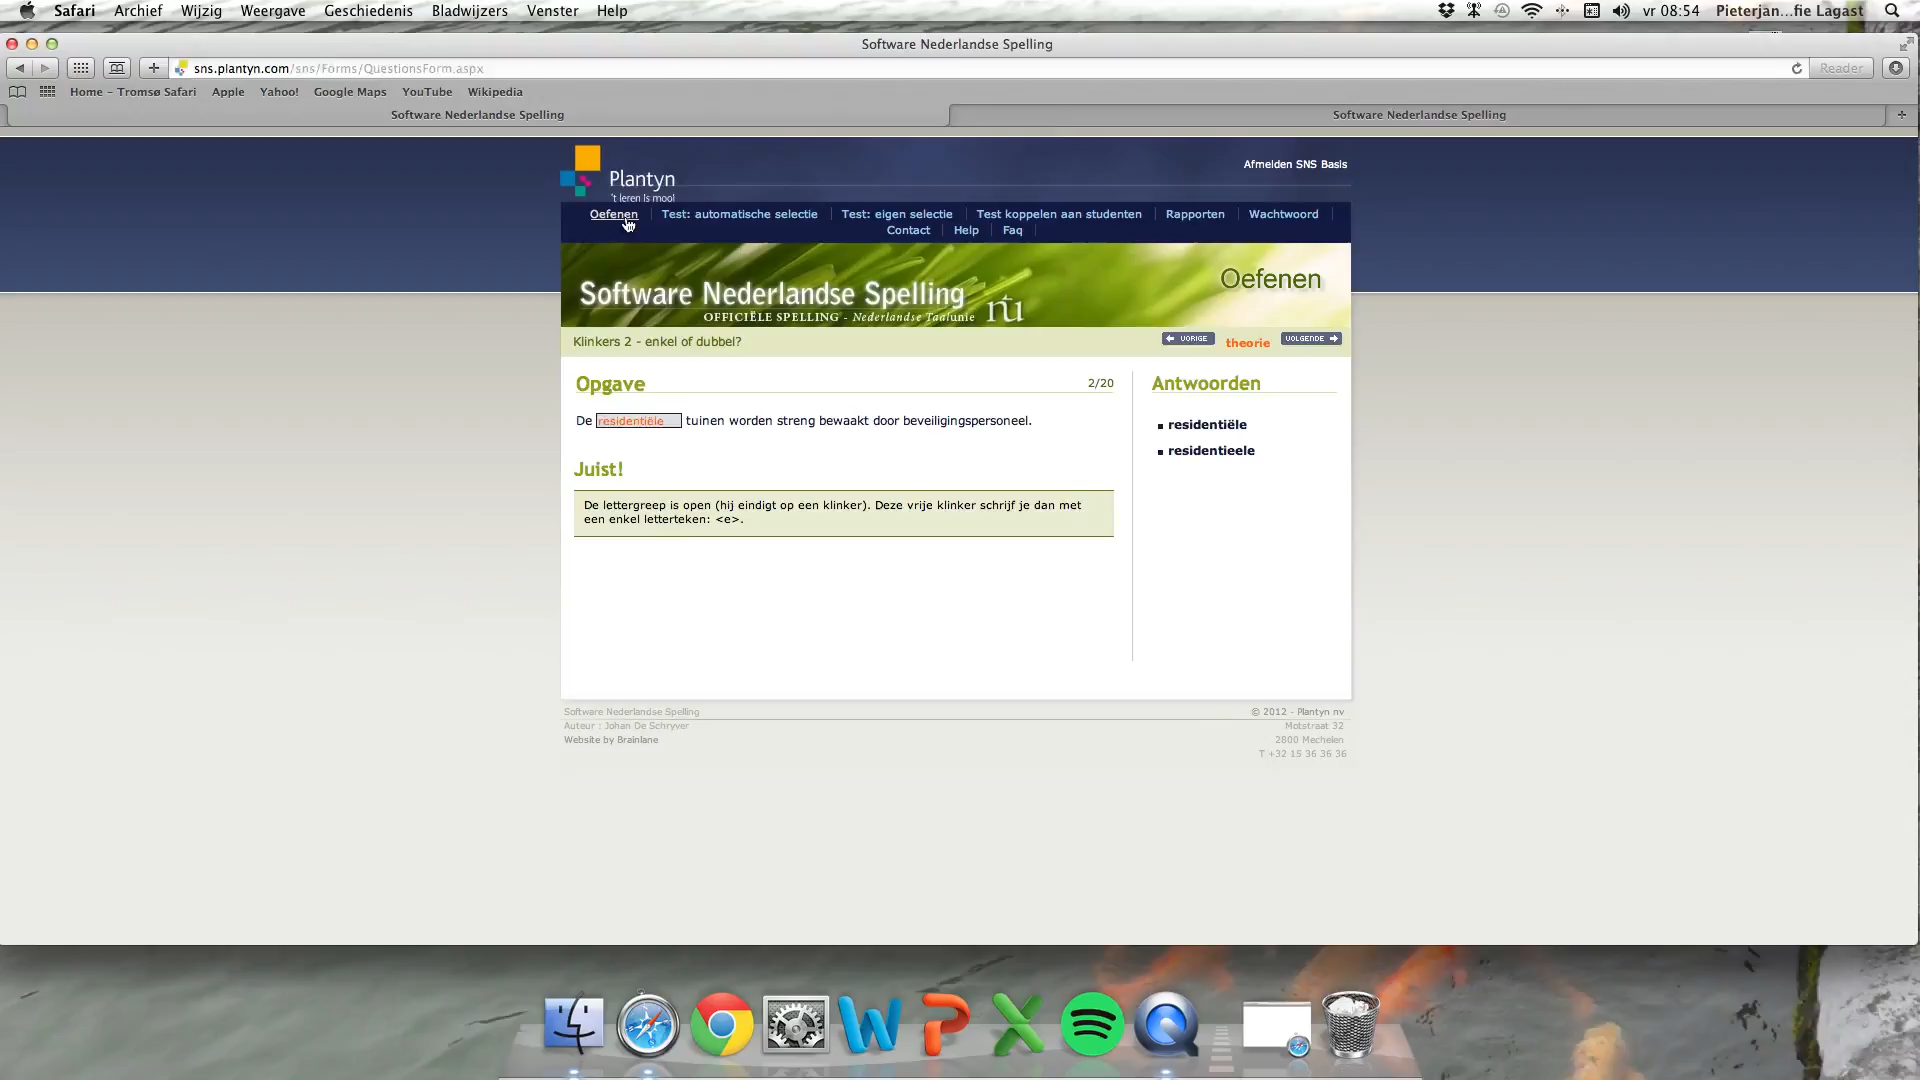 Safari Archief Wijzig Weergave Geschiedenis Bladwijzers Venster Help vr 08:54 Pieterjan...fie Lagast
Software Nederlandse Spelling
sns.plantyn.com/sns/Forms/QuestionsForm.aspx Reader
Home – Tromsø Safari Apple Yahoo! Google Maps YouTube Wikipedia
Software Nederlandse Spelling Software Nederlandse Spelling
Afmelden SNS Basis
Plantyn
't leren is mooi
Oefenen Test: automatische selectie Test: eigen selectie Test koppelen aan studenten Rapporten Wachtwoord
Contact Help Faq
Oefenen
Software Nederlandse Spelling nu
OFFICIËLE SPELLING - Nederlandse Taalunie
Klinkers 2 - enkel of dubbel? VORIGE theorie VOLGENDE
Opgave 2/20
De residentiële tuinen worden streng bewaakt door beveiligingspersoneel.
Juist!
De lettergreep is open (hij eindigt op een klinker). Deze vrije klinker schrijf je dan met
een enkel letterteken: <e>.
Antwoorden
residentiële
residentieele
Software Nederlandse Spelling © 2012 - Plantyn nv
Auteur : Johan De Schryver Motstraat 32
Website by Brainlane 2800 Mechelen
T +32 15 36 36 36